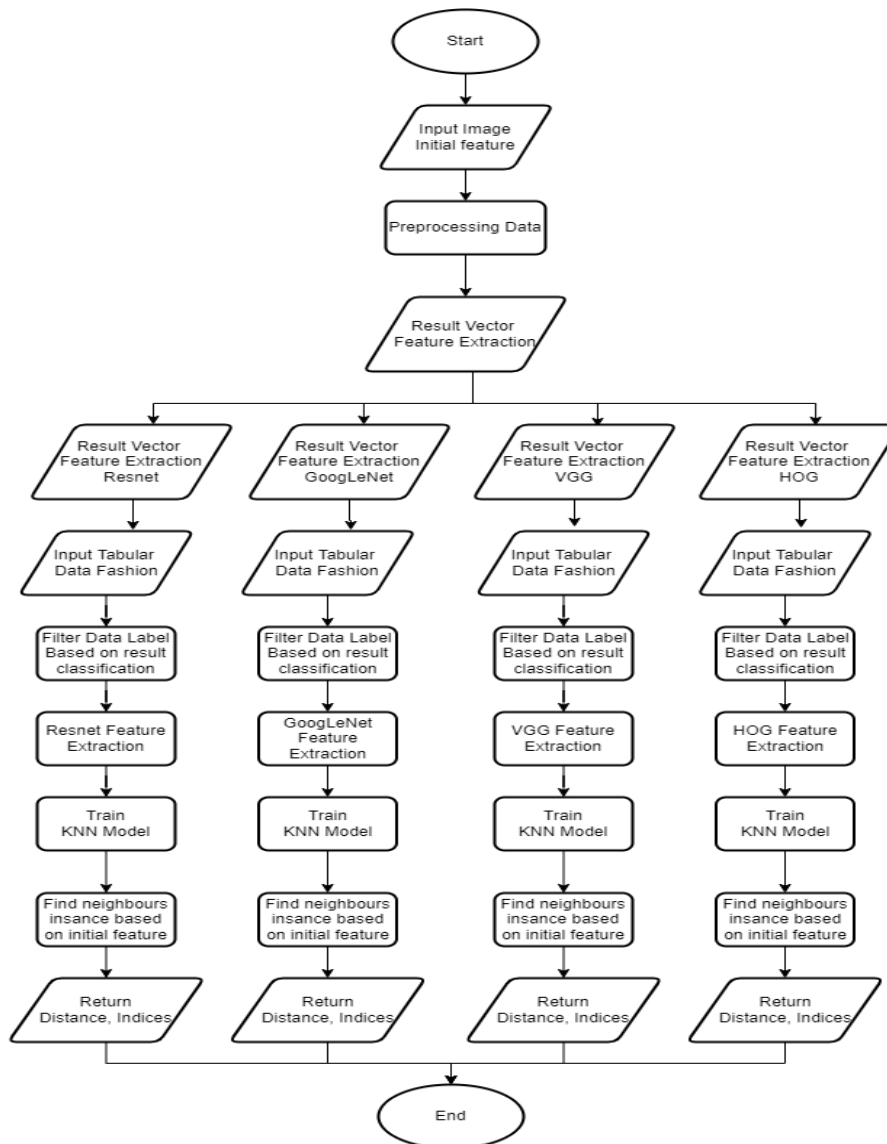 Start
Input Image
Initial feature
Preprocessing Data
Result Vector
Feature Extraction
Result Vector
Feature Extraction
Resnet
Result Vector
Feature Extraction
GoogLeNet
Result Vector
Feature Extraction
VGG
Result Vector
Feature Extraction
HOG
Input Tabular
Data Fashion
Input Tabular
Data Fashion
Input Tabular
Data Fashion
Input Tabular
Data Fashion
Filter Data Label
Based on result
classification
Filter Data Label
Based on result
classification
Filter Data Label
Based on result
classification
Filter Data Label
Based on result
classification
Resnet Feature
Extraction
GoogLeNet
Feature
Extraction
VGG Feature
Extraction
HOG Feature
Extraction
Train
KNN Model
Train
KNN Model
Train
KNN Model
Train
KNN Model
Find neighbours
insance based
on initial feature
Find neighbours
insance based
on initial feature
Find neighbours
insance based
on initial feature
Find neighbours
insance based
on initial feature
Return
Distance, Indices
Return
Distance, Indices
Return
Distance, Indices
Return
Distance, Indices
End